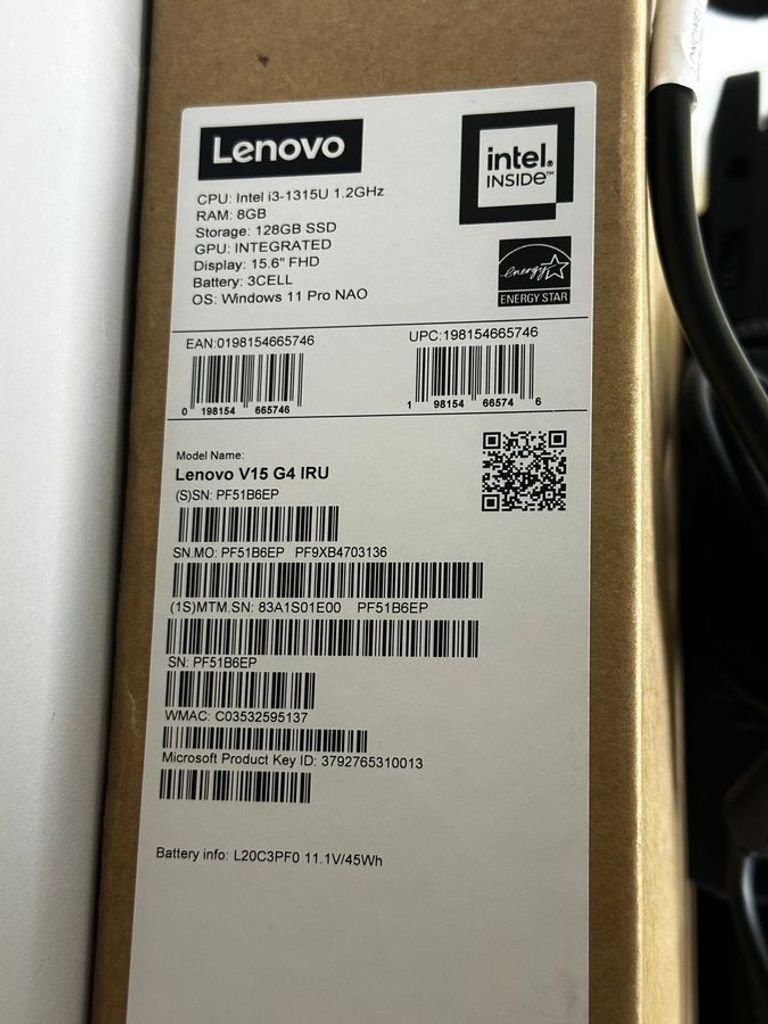 Lenovo
intel.
INSIDE™
CPU: Intel i3-1315U 1.2GHz
RAM: 8GB
Storage: 128GB SSD
GPU: INTEGRATED
Display: 15.6" FHD
Battery: 3CELL
OS: Windows 11 Pro NAO
energy
ENERGY STAR
EAN:0198154665746
UPC:198154665746
0 198154 665746
1 98154 66574 6
Model Name:
Lenovo V15 G4 IRU
(S)SN: PF51B6EP
SN.MO: PF51B6EP PF9XB4703136
(1S)MTM.SN: 83A1S01E00 PF51B6EP
SN: PF51B6EP
WMAC: C03532595137
Microsoft Product Key ID: 3792765310013
Battery info: L20C3PF0 11.1V/45Wh